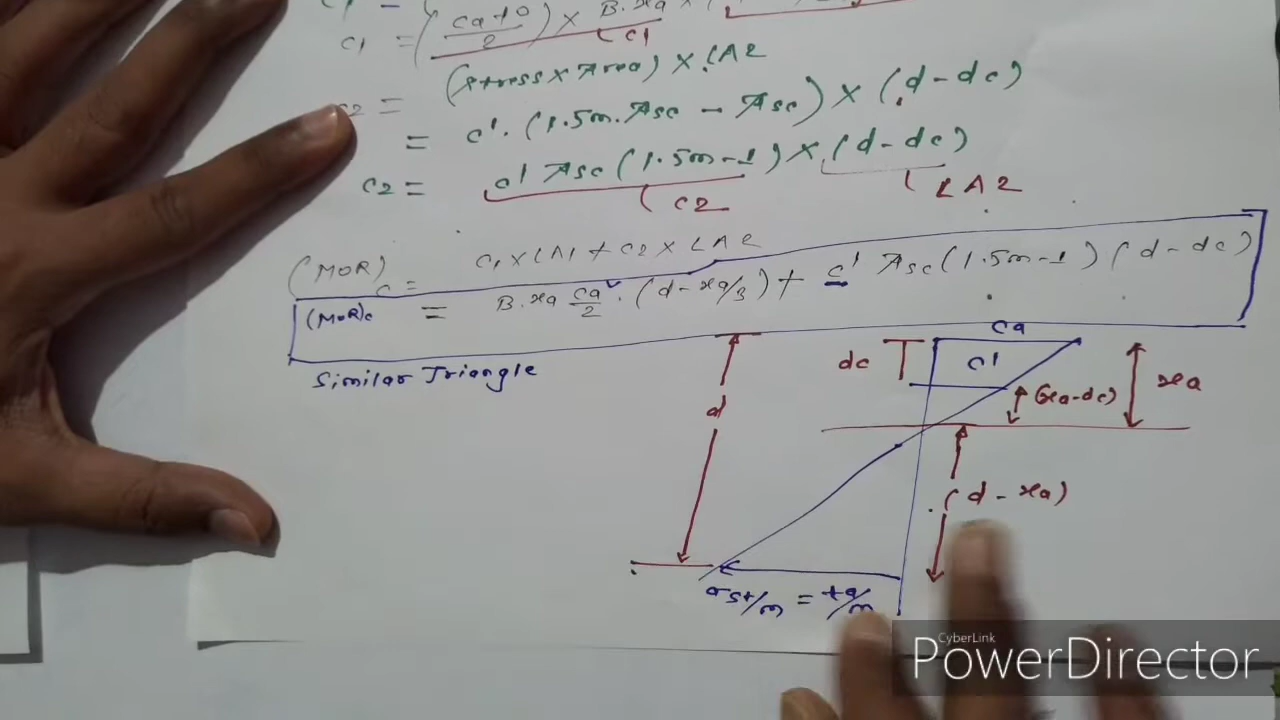 C1 = (Ca+0/2) × B.xa ×
C1
(stress × Area) × LA2
C2 =
= C'.(1.5m.Asc - Asc) × (d-dc)
C2 = C' Asc (1.5m-1) × (d-dc)
C2
LA2
(MOR)c = C1×LA1 + C2×LA2
(MOR)c = B.xa Ca/2 . (d-xa/3) + C' Asc (1.5m-1) (d-dc)
Similar Triangle
Ca
dc
C'
(xa-dc)
xa
d
(d-xa)
σst/m = ta/m
CyberLink
PowerDirector